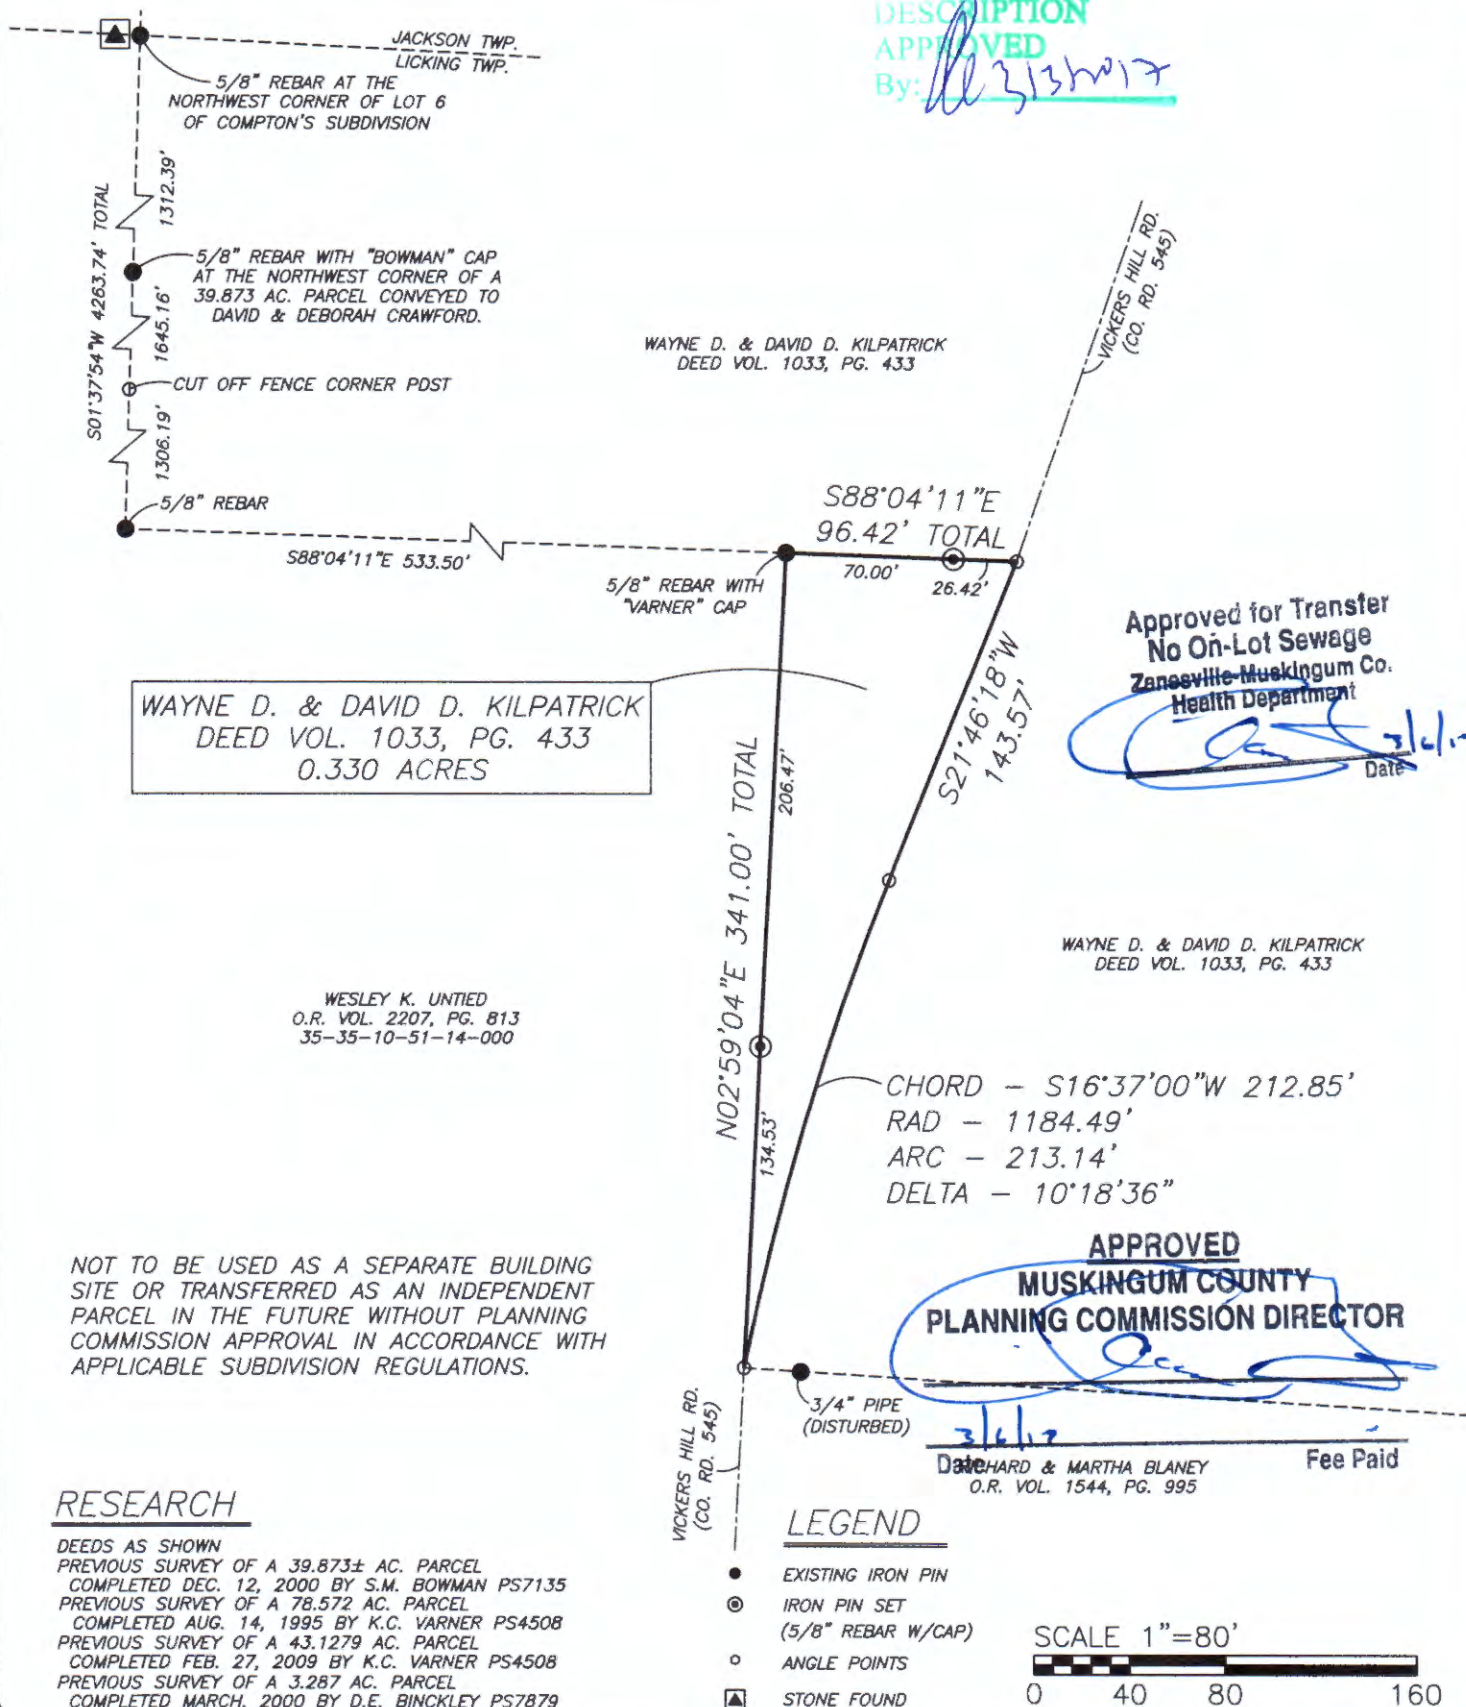 DESCRIPTION
APPROVED
By: 3/3/2017
JACKSON TWP.
LICKING TWP.
5/8" REBAR AT THE
NORTHWEST CORNER OF LOT 6
OF COMPTON'S SUBDIVISION
1312.39'
S01°37'54"W 4263.74' TOTAL
5/8" REBAR WITH "BOWMAN" CAP
AT THE NORTHWEST CORNER OF A
39.873 AC. PARCEL CONVEYED TO
DAVID & DEBORAH CRAWFORD.
1645.16'
CUT OFF FENCE CORNER POST
1306.19'
5/8" REBAR
S88°04'11"E 533.50'
WAYNE D. & DAVID D. KILPATRICK
DEED VOL. 1033, PG. 433
VICKERS HILL RD.
(CO. RD. 545)
S88°04'11"E
96.42' TOTAL
70.00'
26.42'
5/8" REBAR WITH
"VARNER" CAP
Approved for Transfer
No On-Lot Sewage
Zanesville-Muskingum Co.
Health Department
Date
WAYNE D. & DAVID D. KILPATRICK
DEED VOL. 1033, PG. 433
0.330 ACRES
S21°46'18"W
143.57'
206.47'
N02°59'04"E 341.00' TOTAL
134.53'
WAYNE D. & DAVID D. KILPATRICK
DEED VOL. 1033, PG. 433
WESLEY K. UNTIED
O.R. VOL. 2207, PG. 813
35-35-10-51-14-000
CHORD - S16°37'00"W 212.85'
RAD - 1184.49'
ARC - 213.14'
DELTA - 10°18'36"
NOT TO BE USED AS A SEPARATE BUILDING
SITE OR TRANSFERRED AS AN INDEPENDENT
PARCEL IN THE FUTURE WITHOUT PLANNING
COMMISSION APPROVAL IN ACCORDANCE WITH
APPLICABLE SUBDIVISION REGULATIONS.
APPROVED
MUSKINGUM COUNTY
PLANNING COMMISSION DIRECTOR
3/6/17
Date
Fee Paid
3/4" PIPE
(DISTURBED)
& MARTHA BLANEY
O.R. VOL. 1544, PG. 995
VICKERS HILL RD.
(CO. RD. 545)
RESEARCH
DEEDS AS SHOWN
PREVIOUS SURVEY OF A 39.873± AC. PARCEL
COMPLETED DEC. 12, 2000 BY S.M. BOWMAN PS7135
PREVIOUS SURVEY OF A 78.572 AC. PARCEL
COMPLETED AUG. 14, 1995 BY K.C. VARNER PS4508
PREVIOUS SURVEY OF A 43.1279 AC. PARCEL
COMPLETED FEB. 27, 2009 BY K.C. VARNER PS4508
PREVIOUS SURVEY OF A 3.287 AC. PARCEL
COMPLETED MARCH, 2000 BY D.E. BINCKLEY PS7879
LEGEND
EXISTING IRON PIN
IRON PIN SET
(5/8" REBAR W/CAP)
ANGLE POINTS
STONE FOUND
SCALE 1"=80'
0 40 80 160